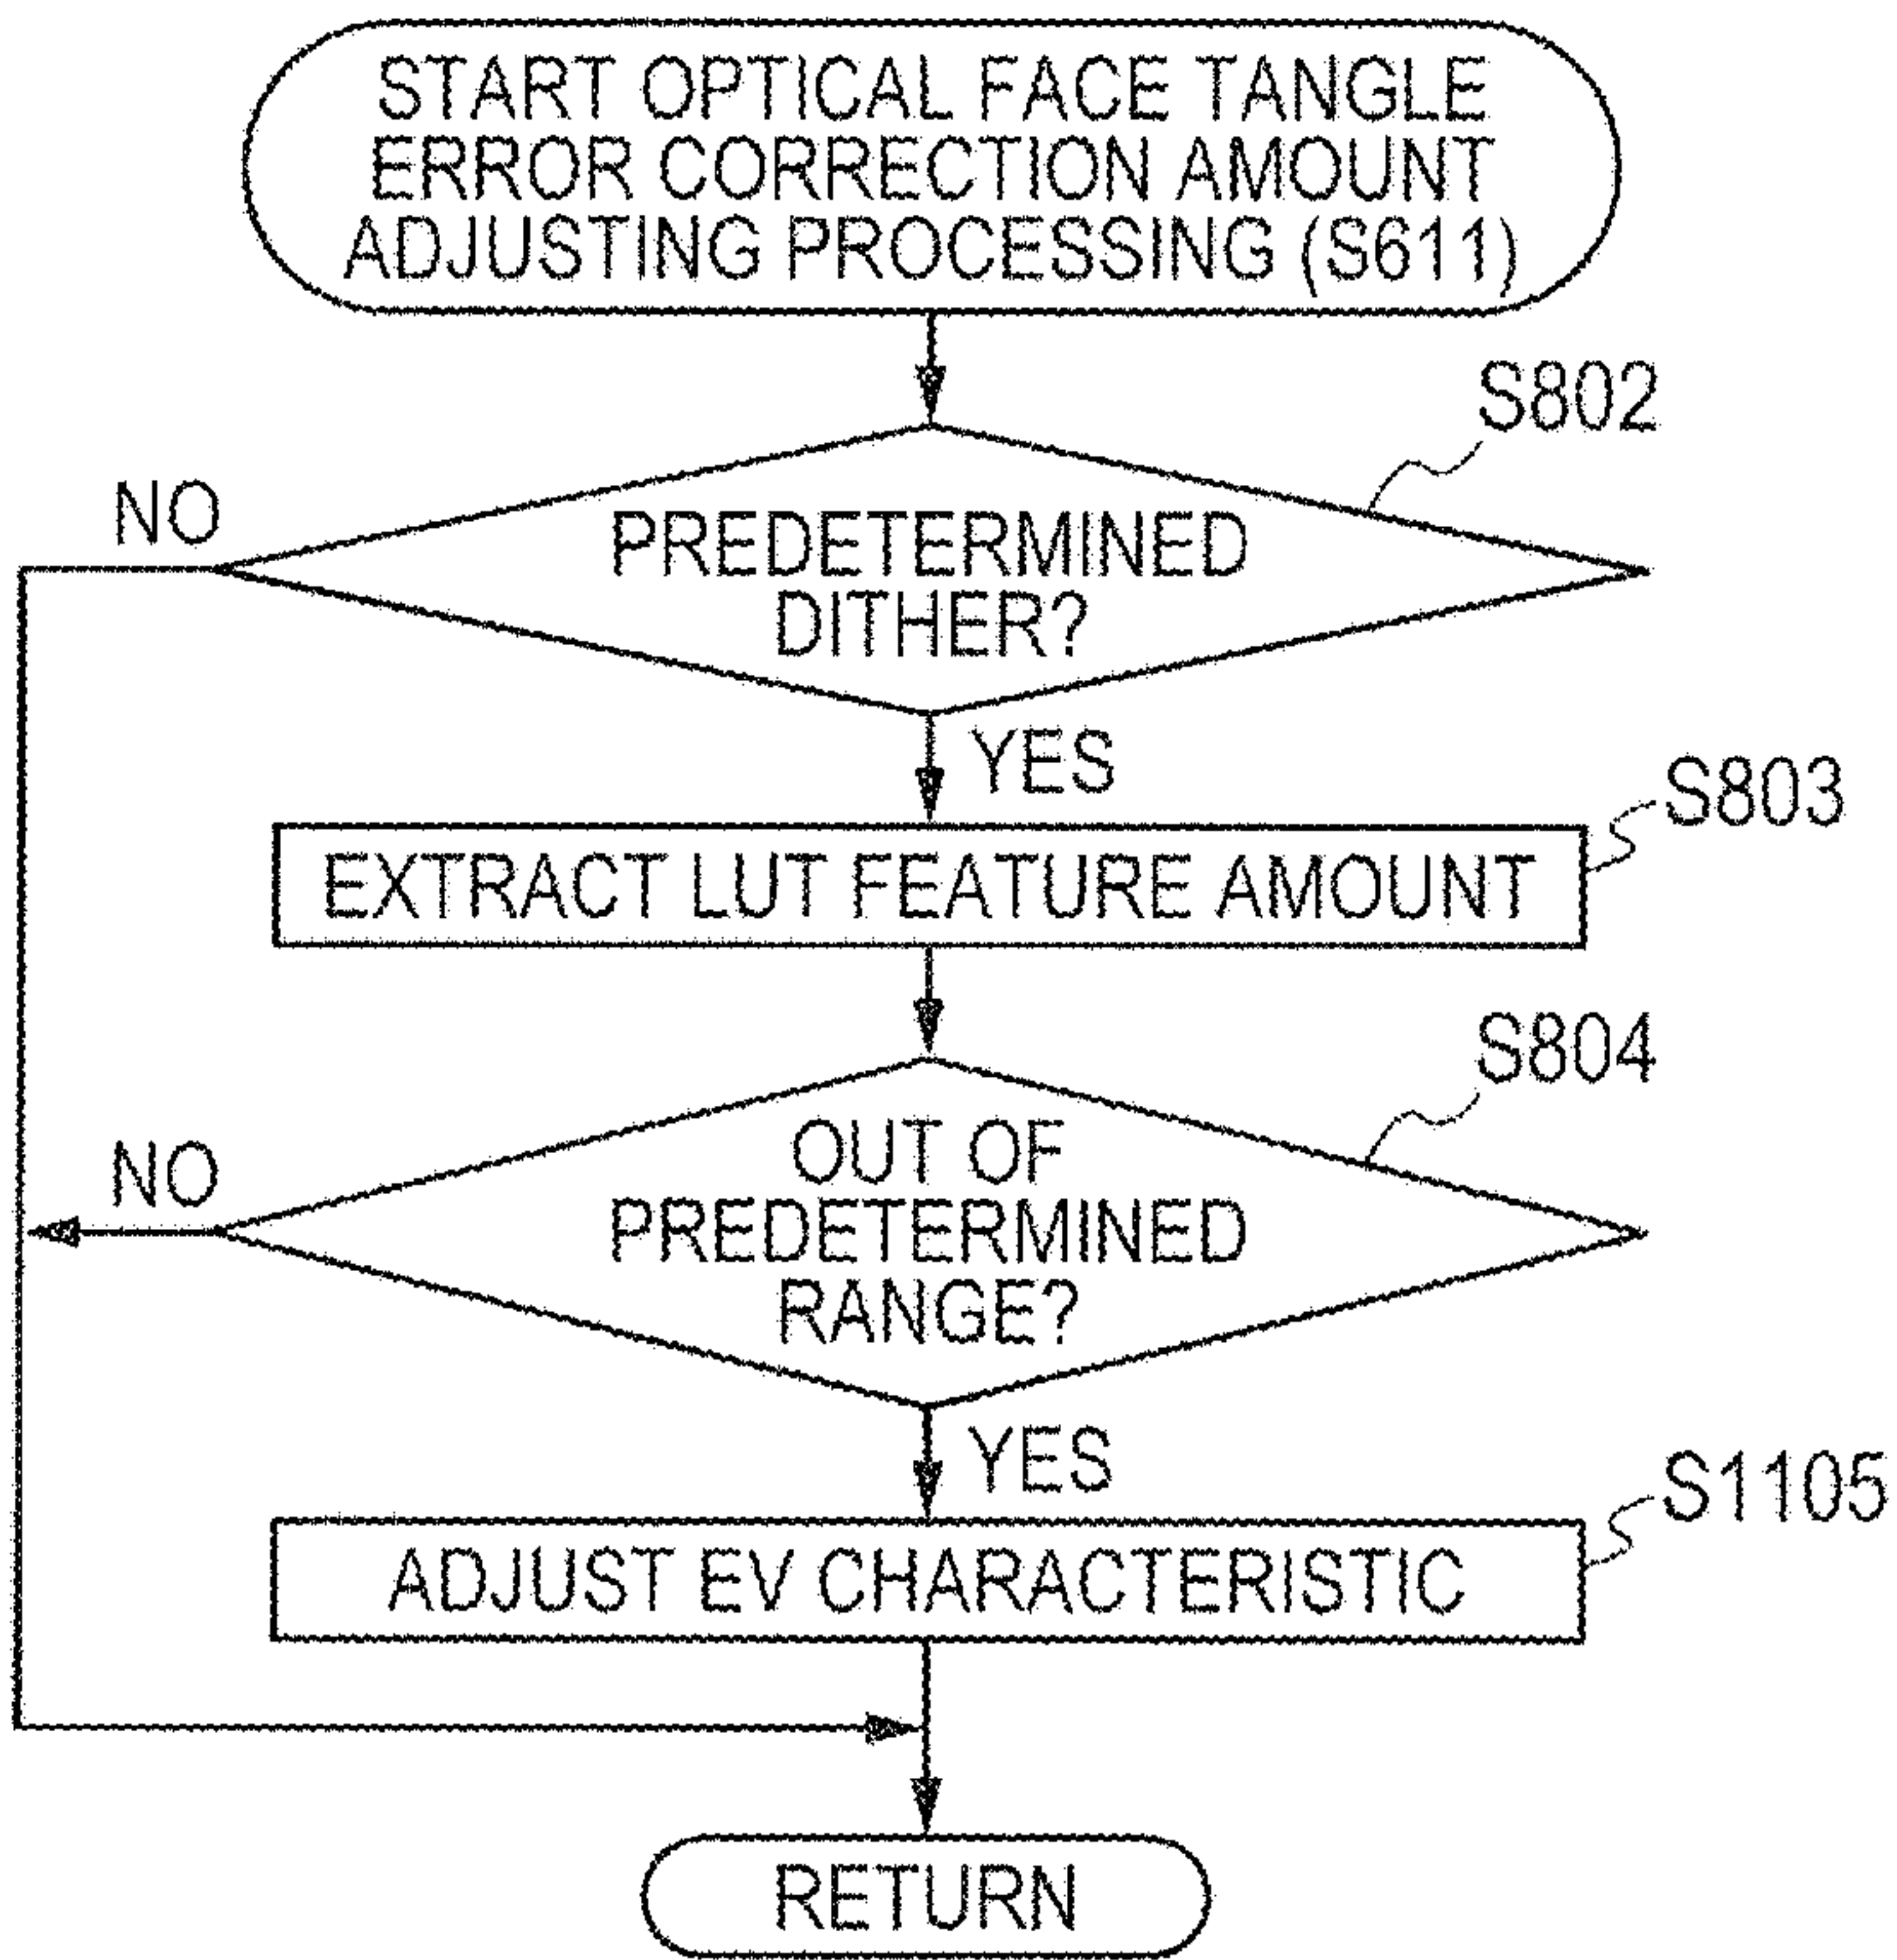 START OPTICAL FACE TANGLE
ERROR CORRECTION AMOUNT
ADJUSTING PROCESSING (S611)
S802
NO
PREDETERMINED
DITHER?
YES
S803
EXTRACT LUT FEATURE AMOUNT
S804
OUT OF
NO
PREDETERMINED
RANGE?
YES
S1105
ADJUST EV CHARACTERISTIC
RETURN